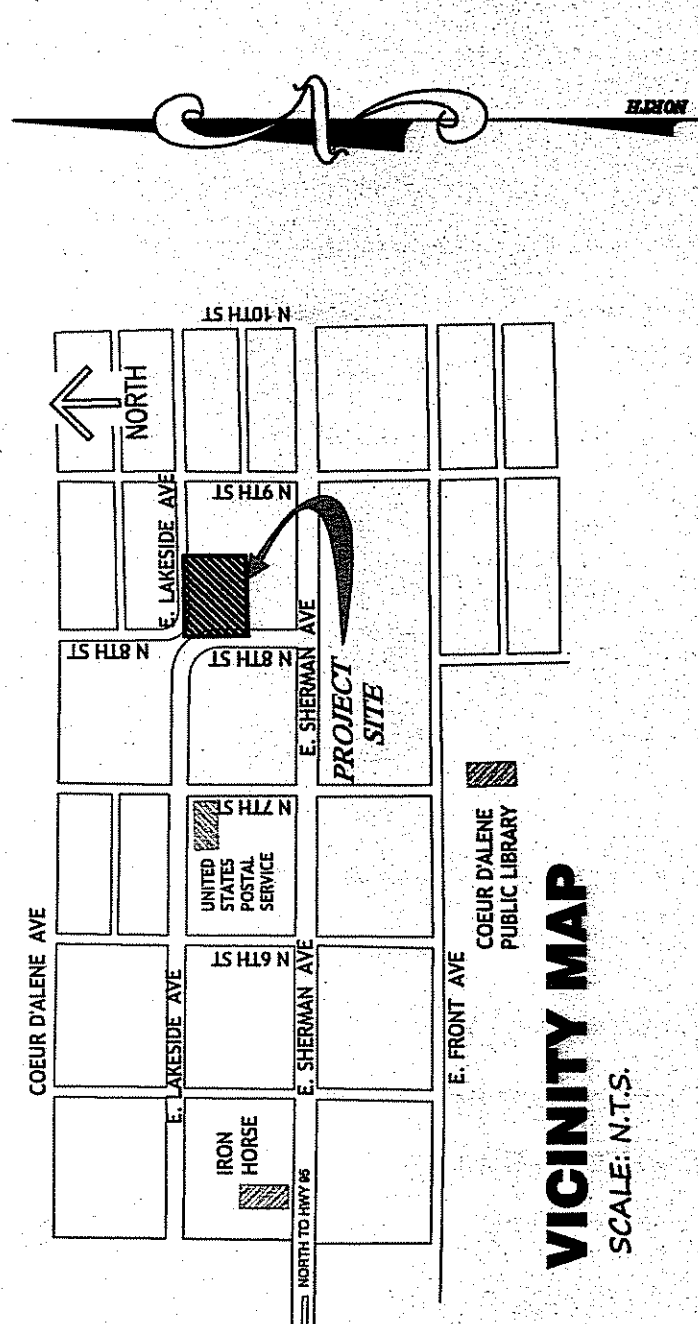 NORTH
COEUR D'ALENE AVE
NORTH
E. LAKESIDE AVE
E. LAKESIDE AVE
N 8TH ST
N 10TH ST
N 9TH ST
N 8TH ST
N 7TH ST
N 6TH ST
UNITED
STATES
POSTAL
SERVICE
IRON
HORSE
E. SHERMAN AVE
E. SHERMAN AVE
NORTH TO HWY 95
PROJECT
SITE
E. FRONT AVE
COEUR D'ALENE
PUBLIC LIBRARY
VICINITY MAP
SCALE: N.T.S.